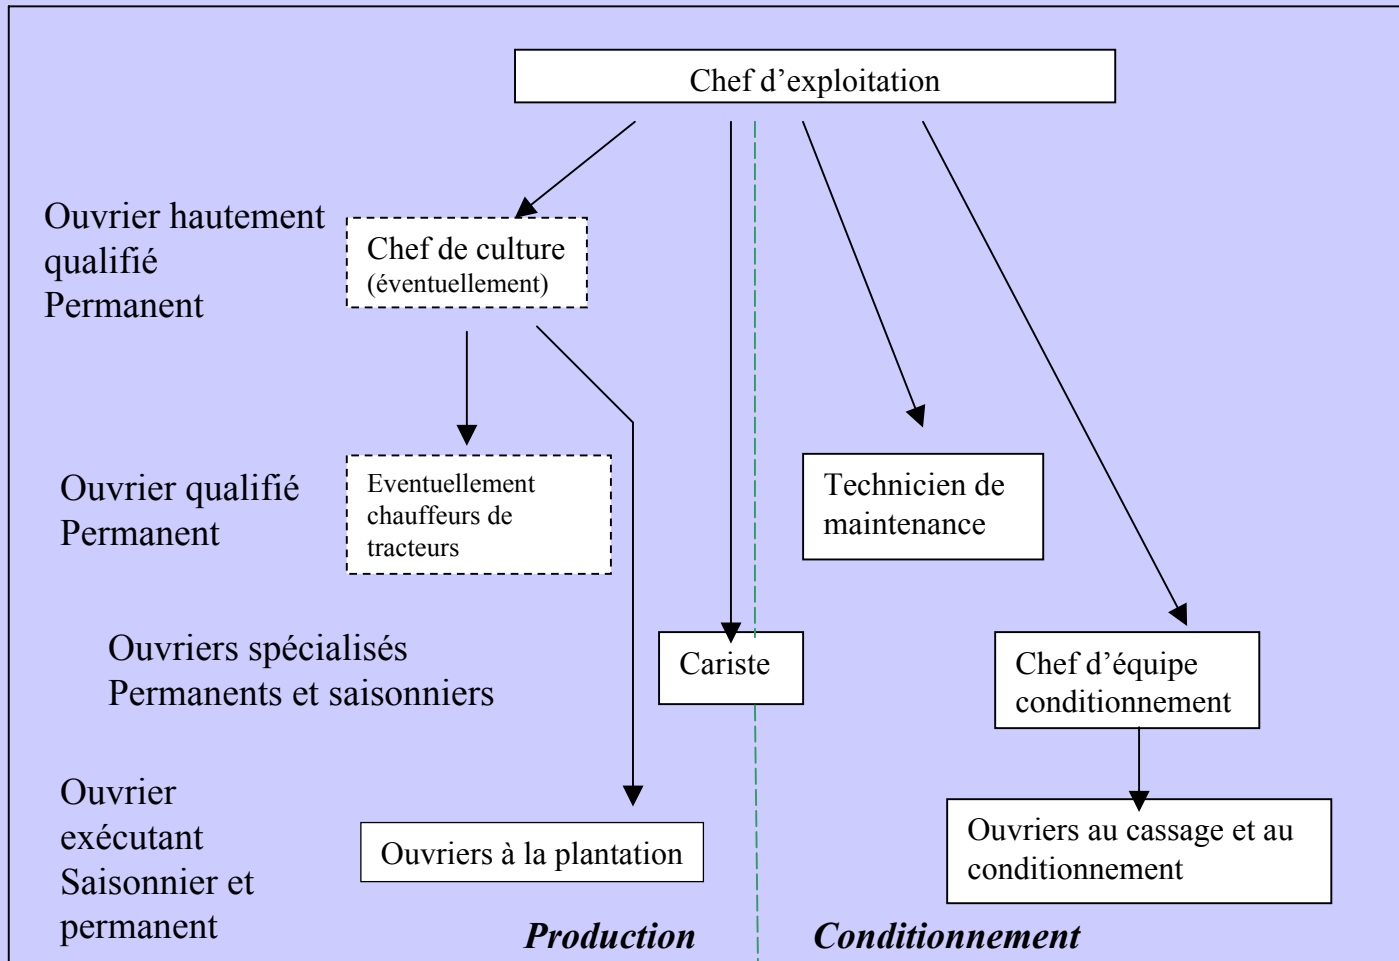 Chef d’exploitation
Ouvrier hautement
qualifié
Permanent
Chef de culture
(éventuellement)
Ouvrier qualifié
Permanent
Eventuellement
chauffeurs de
tracteurs
Technicien de
maintenance
Ouvriers spécialisés
Permanents et saisonniers
Cariste
Chef d’équipe
conditionnement
Ouvrier
exécutant
Saisonnier et
permanent
Ouvriers à la plantation
Ouvriers au cassage et au
conditionnement
Production
Conditionnement